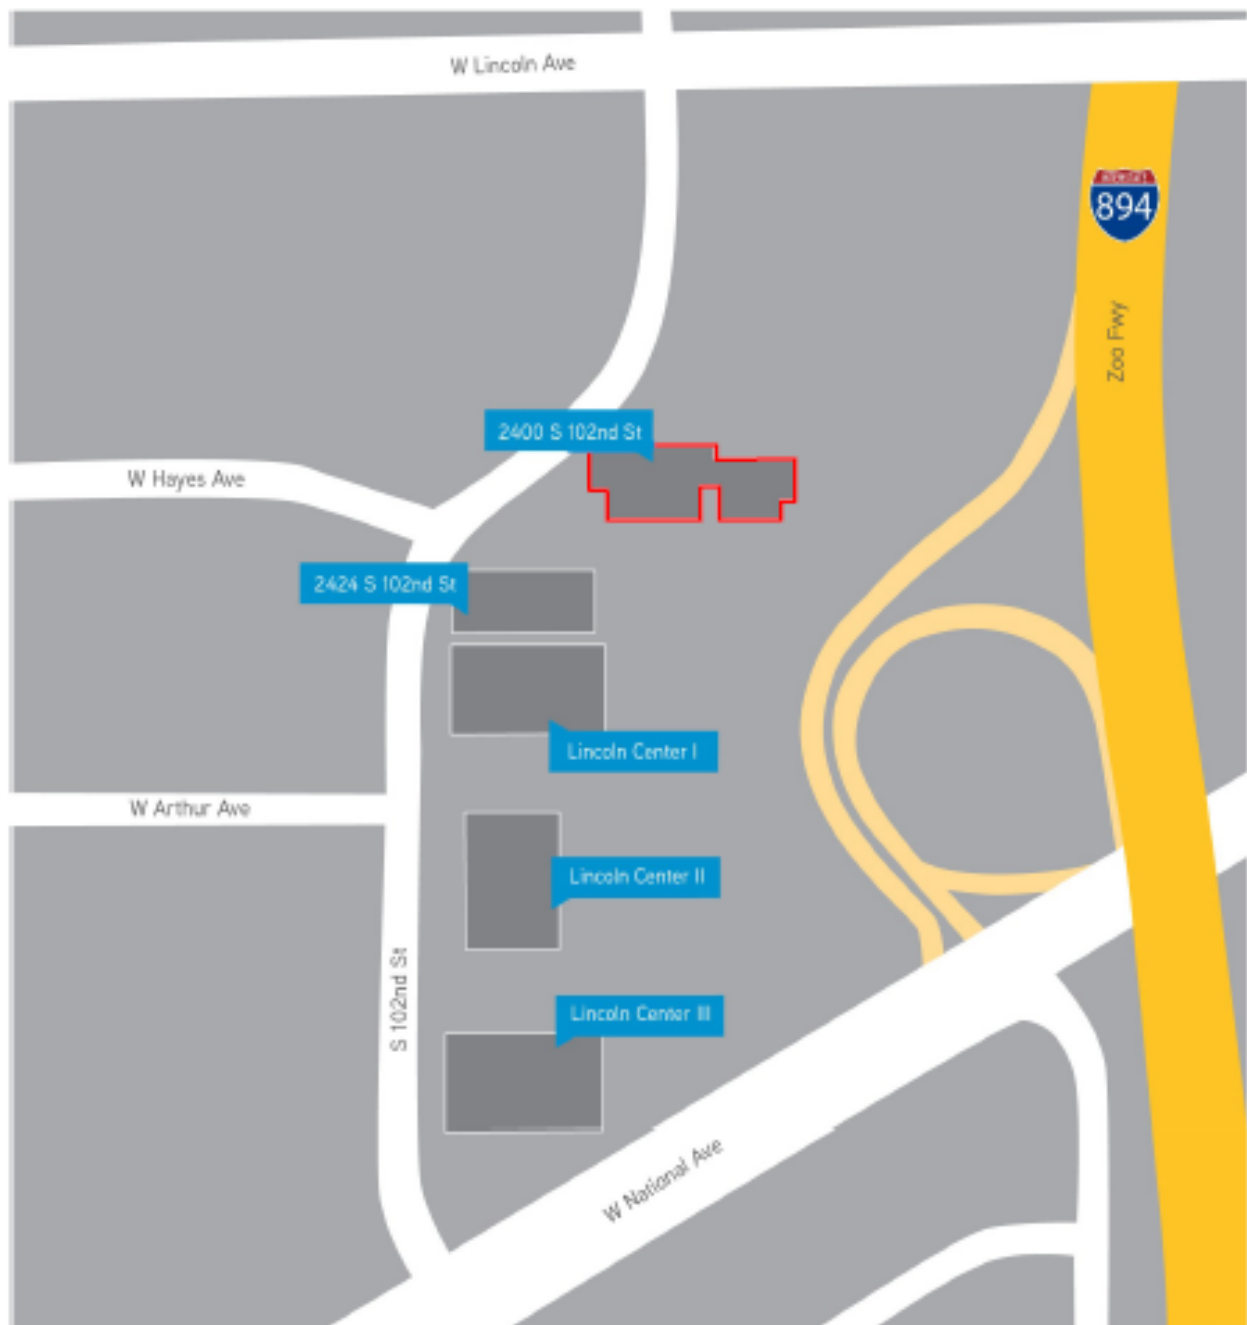 W Lincoln Ave
894
Zoo Fwy
2400 S 102nd St
W Hayes Ave
2424 S 102nd St
Lincoln Center I
W Arthur Ave
Lincoln Center II
S 102nd St
Lincoln Center III
W National Ave